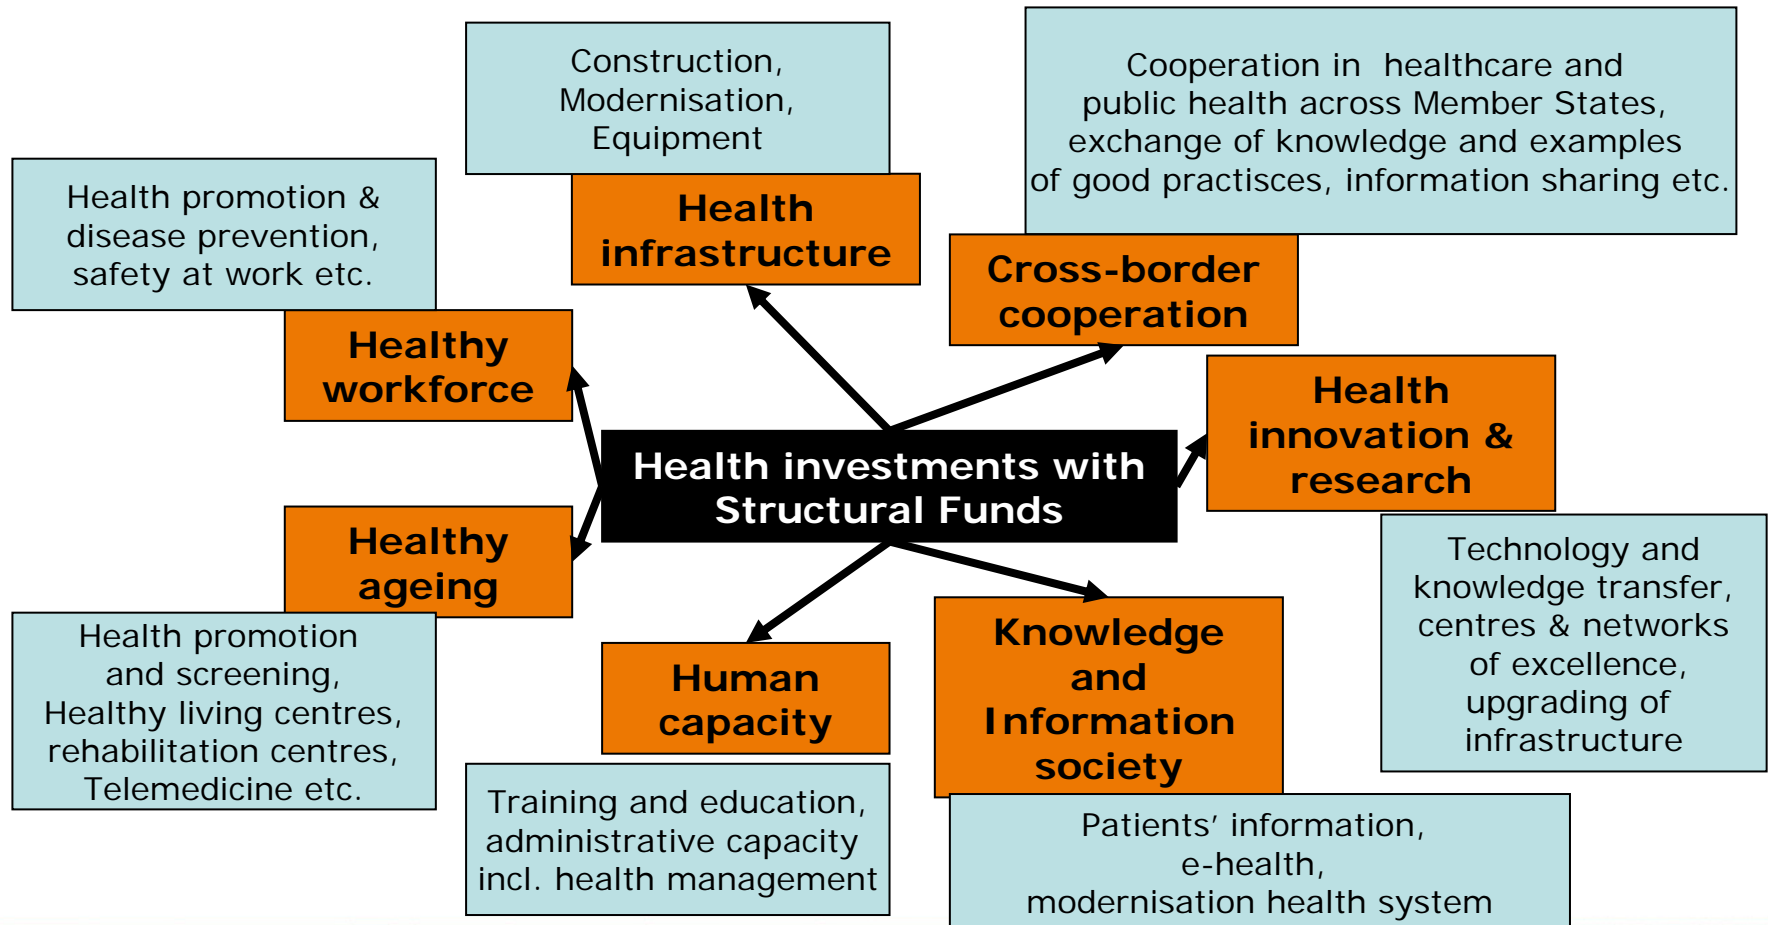 Construction,
Modernisation,
Equipment
Health
infrastructure
Cooperation in healthcare and
public health across Member States,
exchange of knowledge and examples
of good practisces, information sharing etc.
Cross-border
cooperation
Health promotion &
disease prevention,
safety at work etc.
Healthy
workforce
Health
innovation &
research
Technology and
knowledge transfer,
centres & networks
of excellence,
upgrading of
infrastructure
Health investments with
Structural Funds
Healthy
ageing
Health promotion
and screening,
Healthy living centres,
rehabilitation centres,
Telemedicine etc.
Human
capacity
Training and education,
administrative capacity
incl. health management
Knowledge
and
Information
society
Patients’ information,
e-health,
modernisation health system